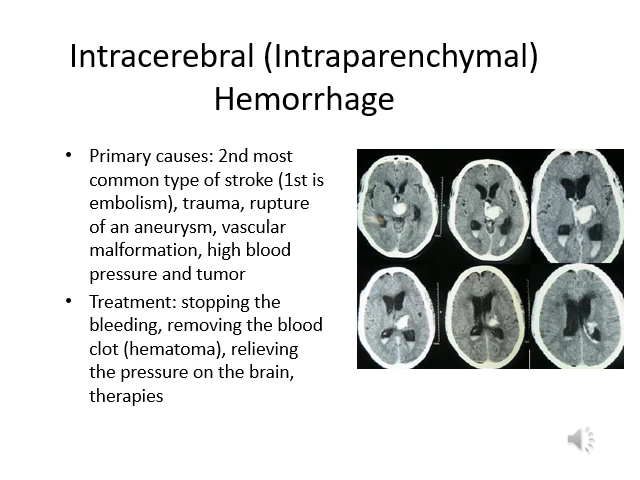 Intracerebral (Intraparenchymal)
Hemorrhage
• Primary causes: 2nd most
common type of stroke (1st is
embolism), trauma, rupture
of an aneurysm, vascular
malformation, high blood
pressure and tumor
• Treatment: stopping the
bleeding, removing the blood
clot (hematoma), relieving
the pressure on the brain,
therapies